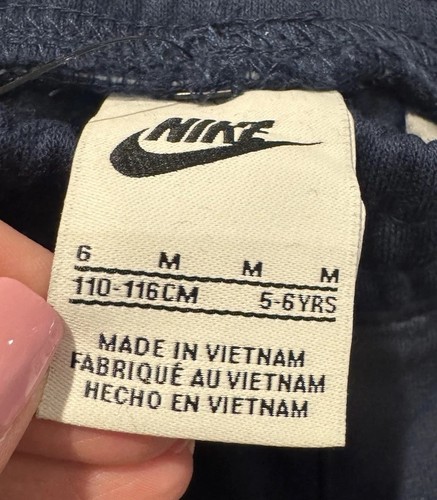 NIKE
6 M M M
110-116CM 5-6YRS
MADE IN VIETNAM
FABRIQUÉ AU VIETNAM
HECHO EN VIETNAM